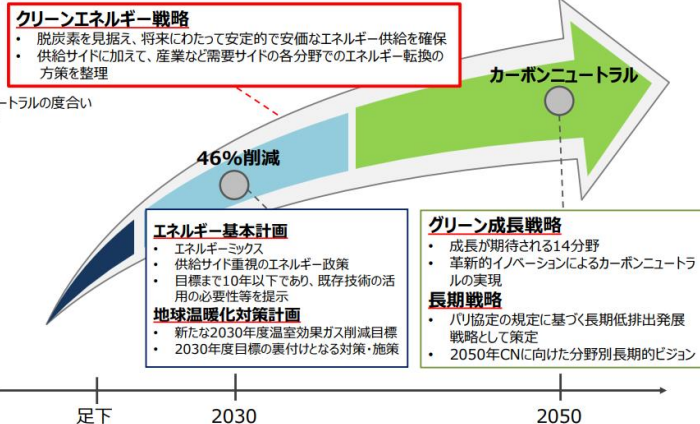 クリーンエネルギー戦略
• 脱炭素を見据え、将来にわたって安定的で安価なエネルギー供給を確保
• 供給サイドに加えて、産業など需要サイドの各分野でのエネルギー転換の
方策を整理
ートラルの度合い
カーボンニュートラル
46%削減
エネルギー基本計画
• エネルギーミックス
• 供給サイド重視のエネルギー政策
• 目標まで10年以下であり、既存技術の活
用の必要性等を提示
地球温暖化対策計画
• 新たな2030年度温室効果ガス削減目標
• 2030年度目標の裏付けとなる対策・施策
グリーン成長戦略
• 成長が期待される14分野
• 革新的イノベーションによるカーボンニュートラ
ルの実現
長期戦略
• パリ協定の規定に基づく長期低排出発展
戦略として策定
• 2050年CNに向けた分野別長期的ビジョン
足下
2030
2050